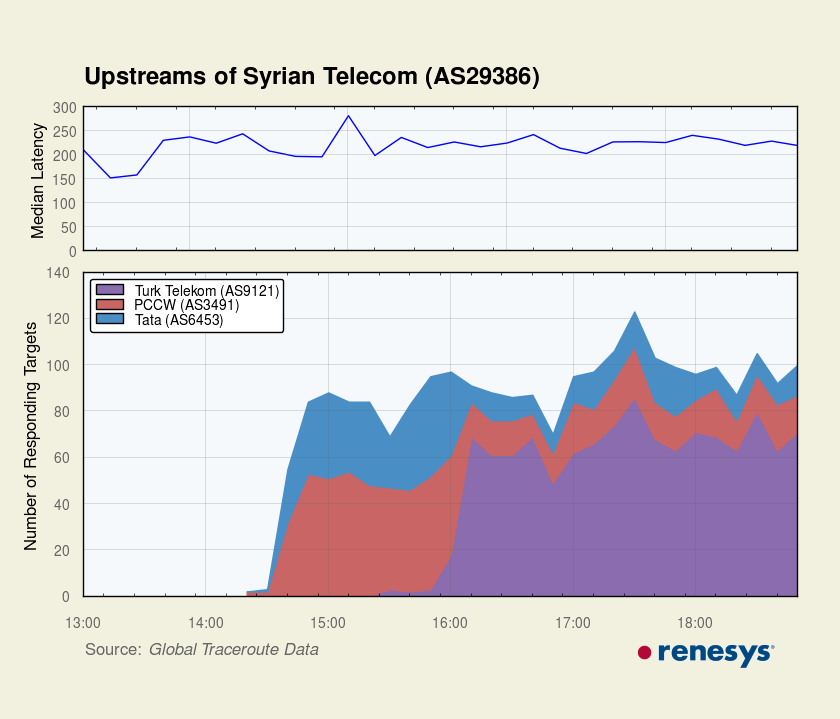 Upstreams of Syrian Telecom (AS29386)
300
250
200
150
100
50
0
Median Latency
140
120
100
80
60
40
20
0
Number of Responding Targets
Turk Telekom (AS9121)
PCCW (AS3491)
Tata (AS6453)
13:00 14:00 15:00 16:00 17:00 18:00
Source: Global Traceroute Data
renesys®